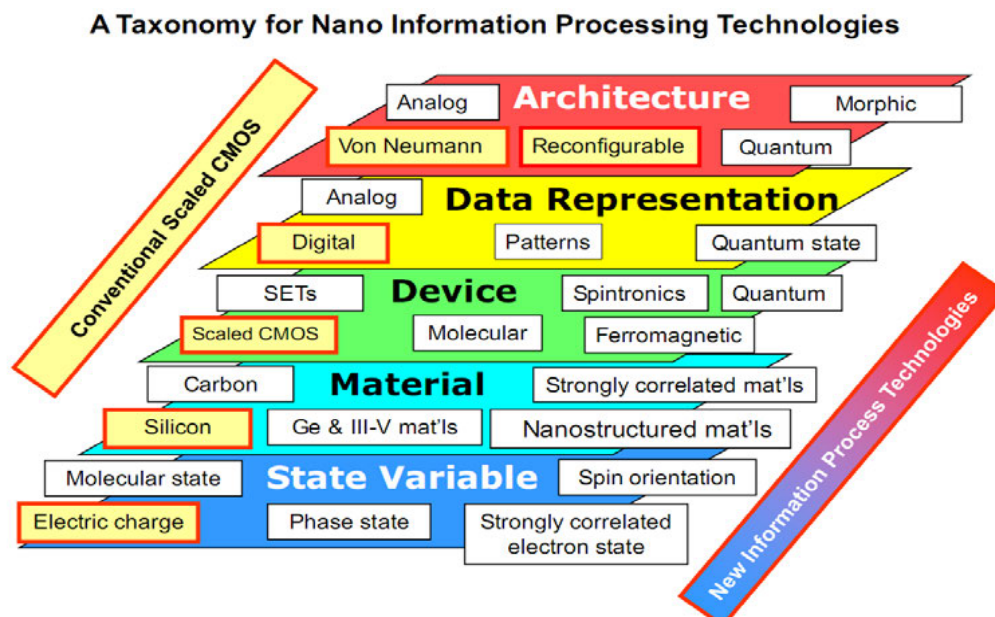 A Taxonomy for Nano Information Processing Technologies
Conventional Scaled CMOS
Analog
Architecture
Morphic
Von Neumann
Reconfigurable
Quantum
Analog
Data Representation
Digital
Patterns
Quantum state
SETs
Device
Spintronics
Quantum
Scaled CMOS
Molecular
Ferromagnetic
Carbon
Material
Strongly correlated mat'ls
Silicon
Ge & III-V mat'ls
Nanostructured mat'ls
Molecular state
State Variable
Spin orientation
Electric charge
Phase state
Strongly correlated
electron state
New Information Process Technologies